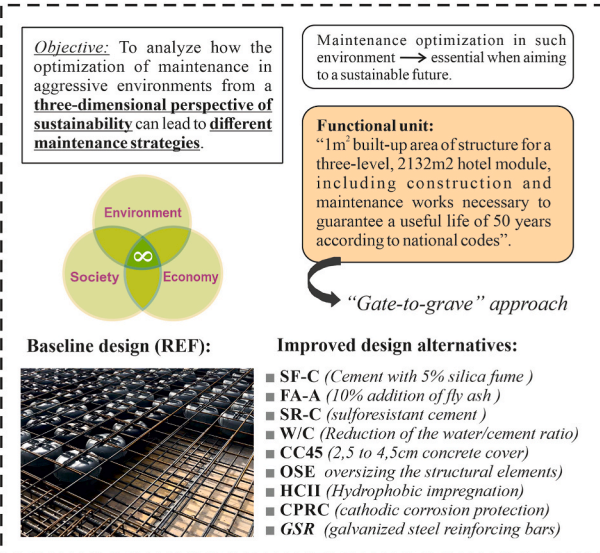 Objective: To analyze how the
optimization of maintenance in
aggressive environments from a
three-dimensional perspective of
sustainability can lead to different
maintenance strategies.
Maintenance optimization in such
environment → essential when aiming
to a sustainable future.
Functional unit:
“1m² built-up area of structure for a
three-level, 2132m2 hotel module,
including construction and
maintenance works necessary to
guarantee a useful life of 50 years
according to national codes”.
“Gate-to-grave” approach
Environment
∞
Society Economy
Baseline design (REF):
Improved design alternatives:
■ SF-C (Cement with 5% silica fume )
■ FA-A (10% addition of fly ash )
■ SR-C (sulforesistant cement )
■ W/C (Reduction of the water/cement ratio)
■ CC45 (2,5 to 4,5cm concrete cover)
■ OSE oversizing the structural elements)
■ HCII (Hydrophobic impregnation)
■ CPRC (cathodic corrosion protection)
■ GSR (galvanized steel reinforcing bars)